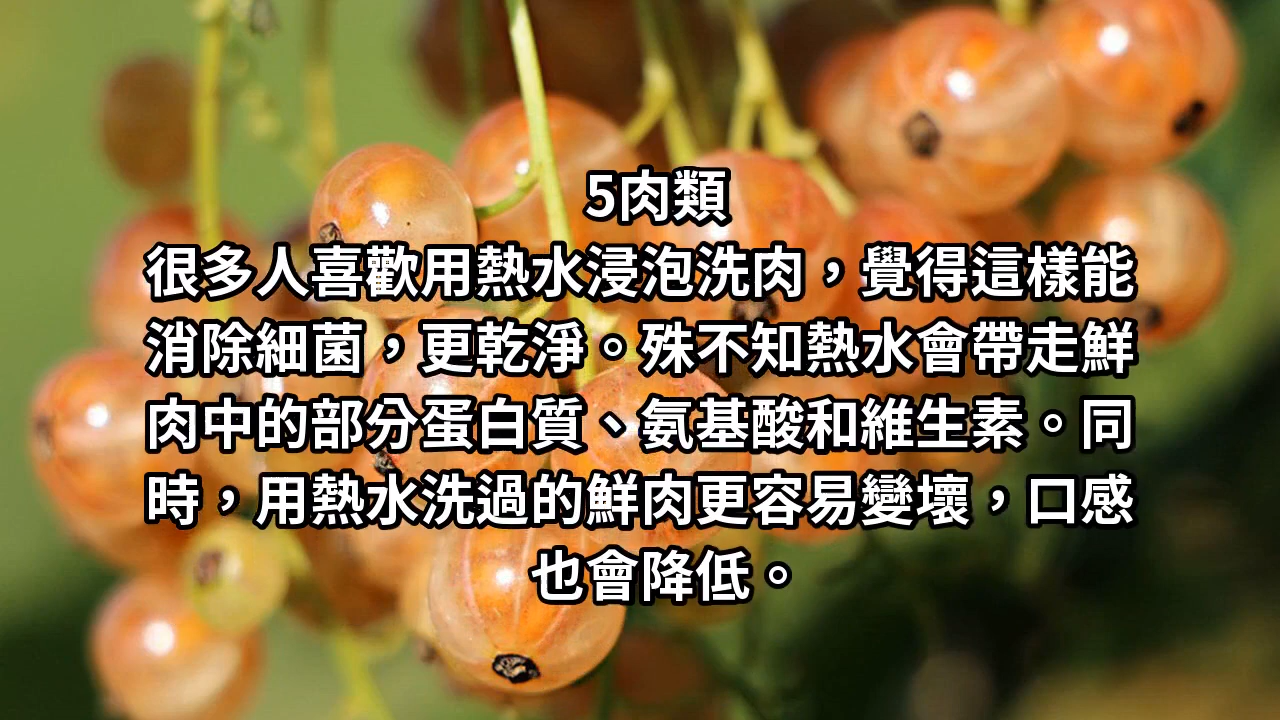 5肉類
很多人喜歡用熱水浸泡洗肉，覺得這樣能
消除細菌，更乾淨。殊不知熱水會帶走鮮
肉中的部分蛋白質、氨基酸和維生素。同
時，用熱水洗過的鮮肉更容易變壞，口感
也會降低。